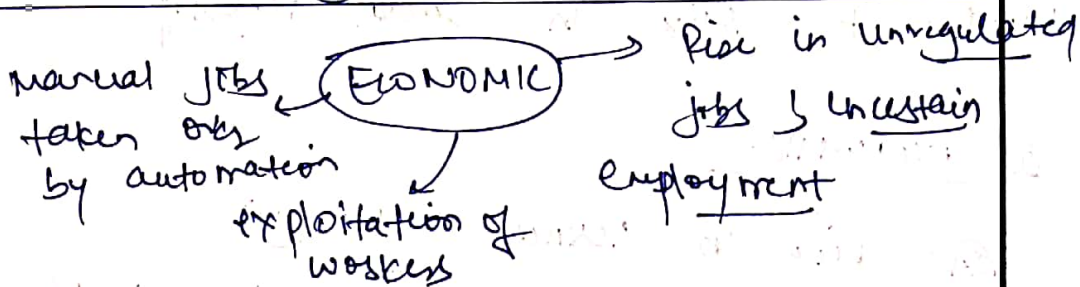 ECONOMIC
Manual jobs
taken over
by automation
exploitation of
workers
Rise in unregulated
jobs & uncertain
employment